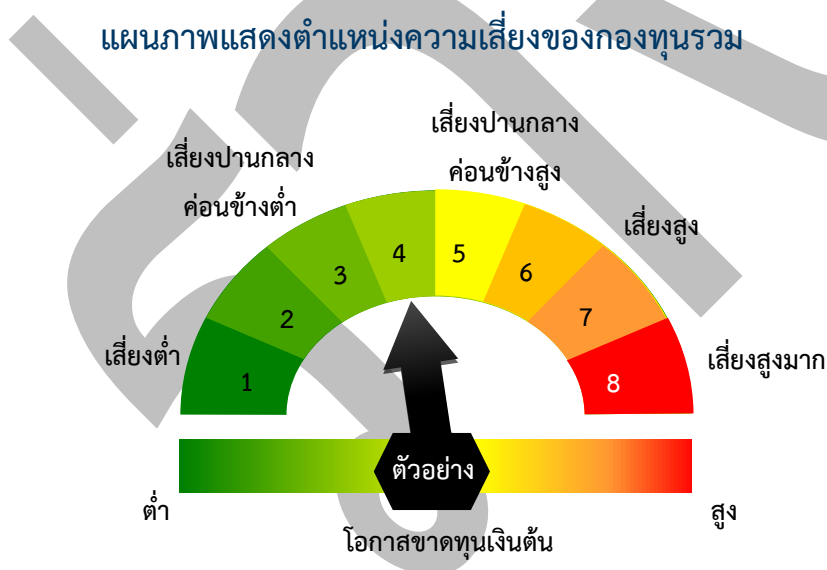 แผนภาพแสดงตำแหน่งความเสี่ยงของกองทุนรวม
เสี่ยงปานกลาง
ค่อนข้างต่ำ
เสี่ยงปานกลาง
ค่อนข้างสูง
เสี่ยงสูง
เสี่ยงต่ำ
เสี่ยงสูงมาก
1
2
3
4
5
6
7
8
ตัวอย่าง
ต่ำ
สูง
โอกาสขาดทุนเงินต้น